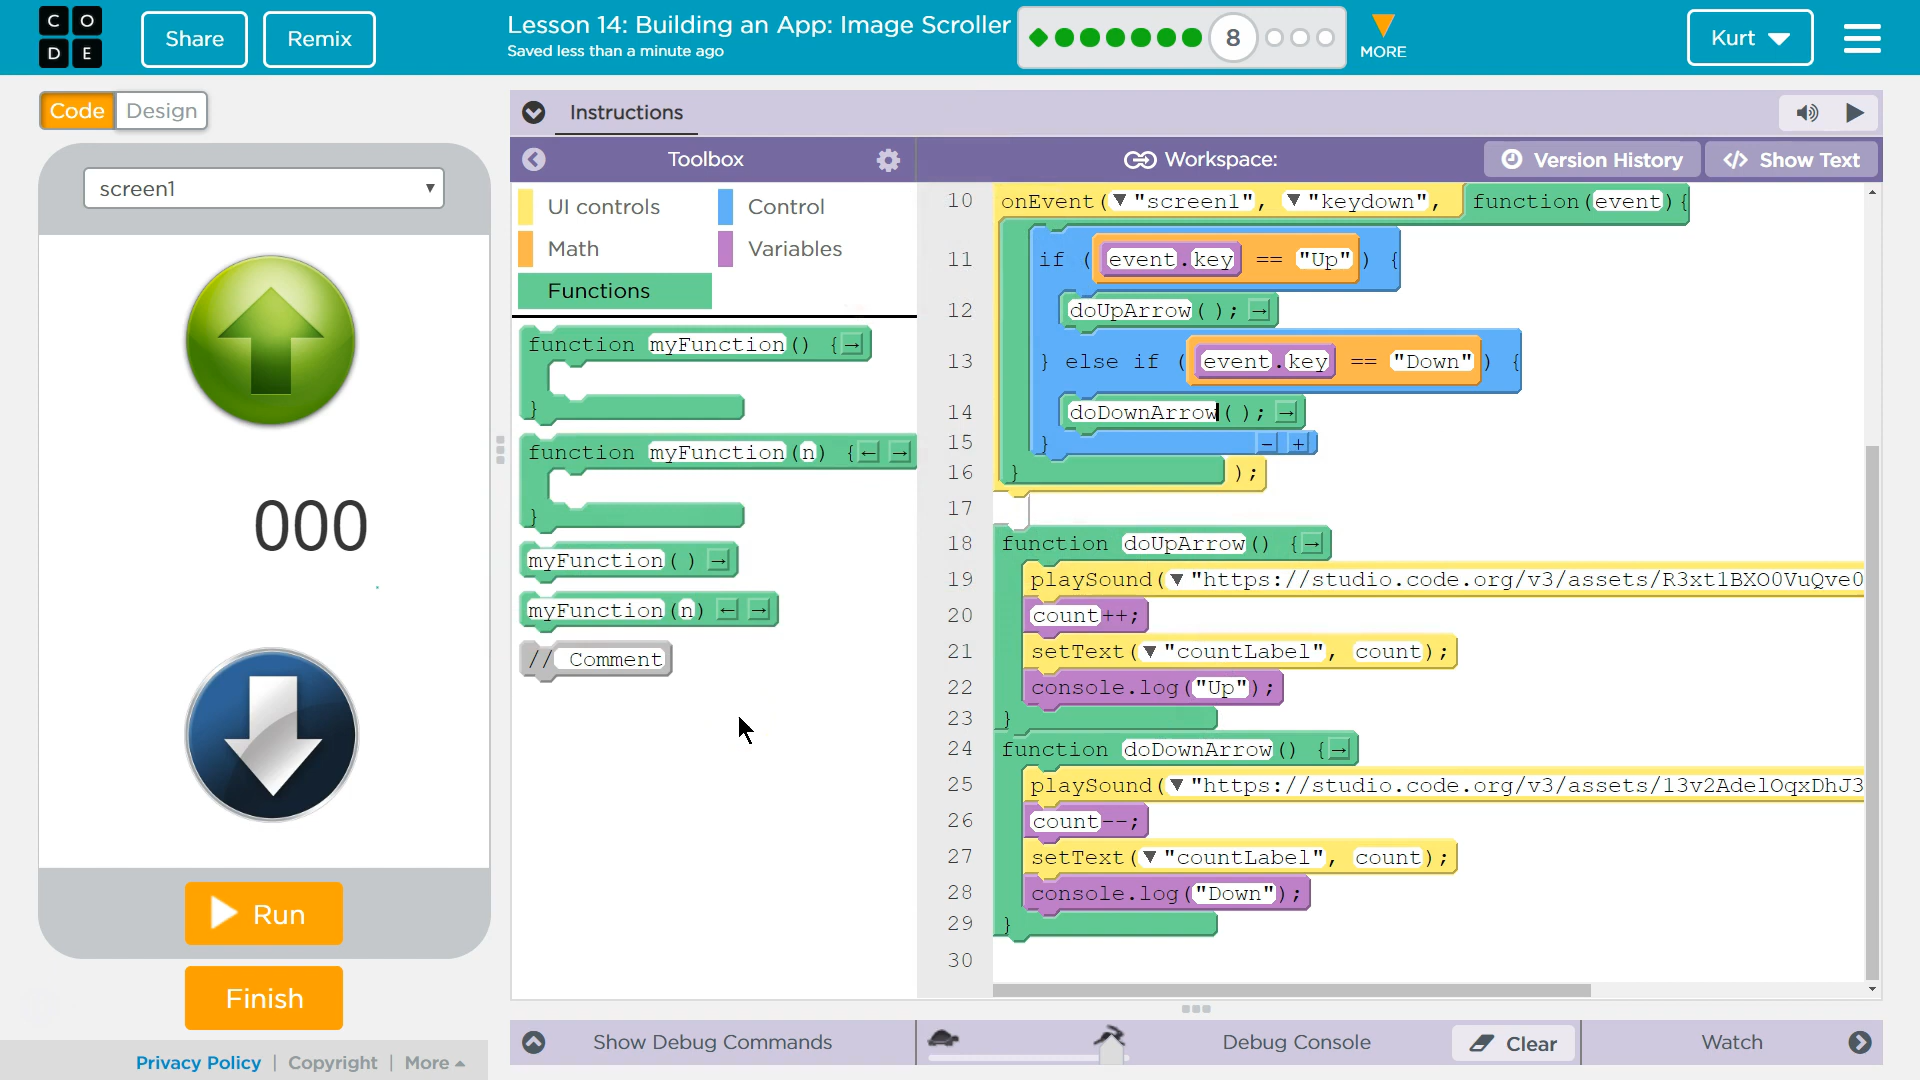 C O
D E
Share
Remix
Lesson 14: Building an App: Image Scroller
Saved less than a minute ago
8
MORE
Kurt
Code
Design
Instructions
screen1
Toolbox
Workspace:
Version History
</> Show Text
UI controls
Control
Math
Variables
Functions
function myFunction() {
}
function myFunction(n) {
}
myFunction()
myFunction(n)
// Comment
10 onEvent("screen1", "keydown", function(event){
11 if (event.key == "Up") {
12 doUpArrow();
13 } else if (event.key == "Down") {
14 doDownArrow();
15 } - +
16 } );
17
18 function doUpArrow() {
19 playSound("https://studio.code.org/v3/assets/R3xt1BXO0VuQve0
20 count++;
21 setText("countLabel", count);
22 console.log("Up");
23 }
24 function doDownArrow() {
25 playSound("https://studio.code.org/v3/assets/13v2AdelOqxDhJ3
26 count--;
27 setText("countLabel", count);
28 console.log("Down");
29 }
30
000
Run
Finish
Privacy Policy | Copyright | More
Show Debug Commands
Debug Console
Clear
Watch